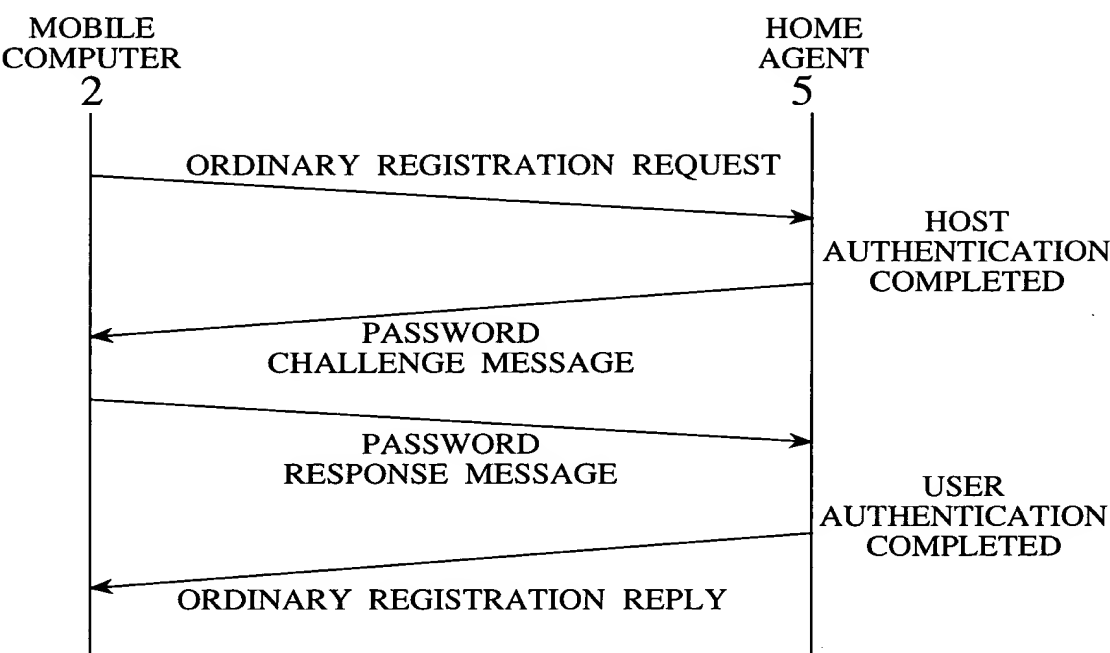 MOBILE
COMPUTER
2
HOME
AGENT
5
ORDINARY REGISTRATION REQUEST
HOST
AUTHENTICATION
COMPLETED
PASSWORD
CHALLENGE MESSAGE
PASSWORD
RESPONSE MESSAGE
USER
AUTHENTICATION
COMPLETED
ORDINARY REGISTRATION REPLY